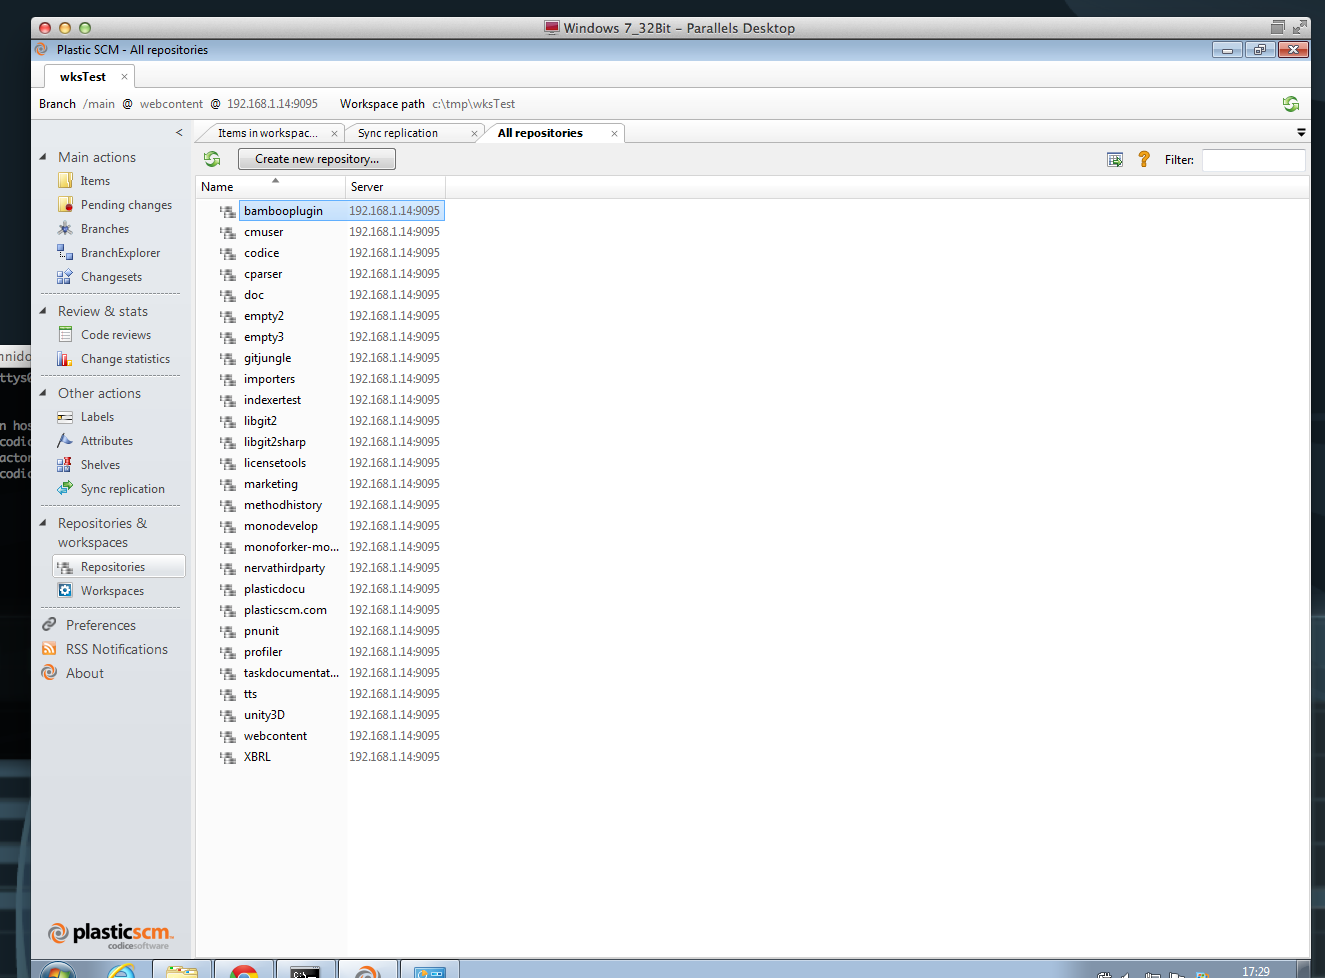 Windows 7_32Bit - Parallels Desktop
Plastic SCM - All repositories
wksTest
Branch /main @ webcontent @ 192.168.1.14:9095 Workspace path c:\tmp\wksTest
Items in workspac... Sync replication All repositories
Create new repository... Filter:
Name Server
Main actions
Items
Pending changes
Branches
BranchExplorer
Changesets
Review & stats
Code reviews
Change statistics
Other actions
Labels
Attributes
Shelves
Sync replication
Repositories &
workspaces
Repositories
Workspaces
Preferences
RSS Notifications
About
plasticscm
codicesoftware
bambooplugin 192.168.1.14:9095
cmuser 192.168.1.14:9095
codice 192.168.1.14:9095
cparser 192.168.1.14:9095
doc 192.168.1.14:9095
empty2 192.168.1.14:9095
empty3 192.168.1.14:9095
gitjungle 192.168.1.14:9095
importers 192.168.1.14:9095
indexertest 192.168.1.14:9095
libgit2 192.168.1.14:9095
libgit2sharp 192.168.1.14:9095
licensetools 192.168.1.14:9095
marketing 192.168.1.14:9095
methodhistory 192.168.1.14:9095
monodevelop 192.168.1.14:9095
monoforker-mo... 192.168.1.14:9095
nervathirdparty 192.168.1.14:9095
plasticdocu 192.168.1.14:9095
plasticscm.com 192.168.1.14:9095
pnunit 192.168.1.14:9095
profiler 192.168.1.14:9095
taskdocumentat... 192.168.1.14:9095
tts 192.168.1.14:9095
unity3D 192.168.1.14:9095
webcontent 192.168.1.14:9095
XBRL 192.168.1.14:9095
17:29